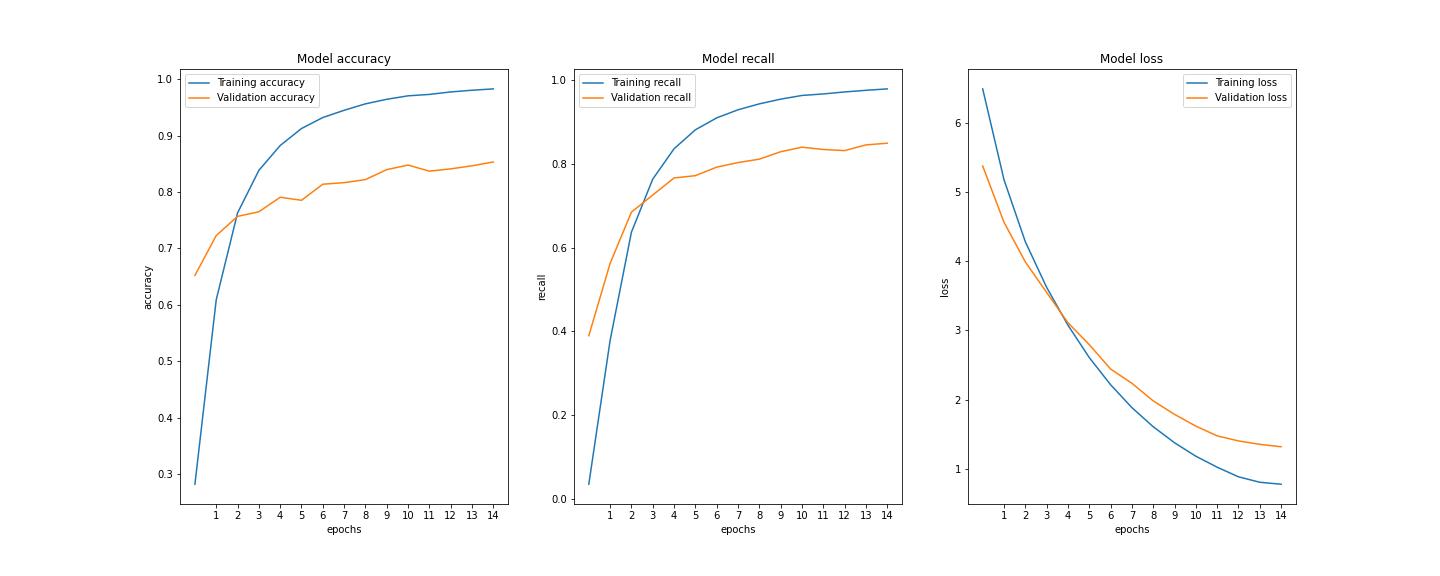 Model accuracy
Training accuracy
Validation accuracy
1.0
0.9
0.8
0.7
0.6
0.5
0.4
0.3
accuracy
1 2 3 4 5 6 7 8 9 10 11 12 13 14
epochs
Model recall
Training recall
Validation recall
1.0
0.8
0.6
0.4
0.2
0.0
recall
1 2 3 4 5 6 7 8 9 10 11 12 13 14
epochs
Model loss
Training loss
Validation loss
6
5
4
3
2
1
loss
1 2 3 4 5 6 7 8 9 10 11 12 13 14
epochs